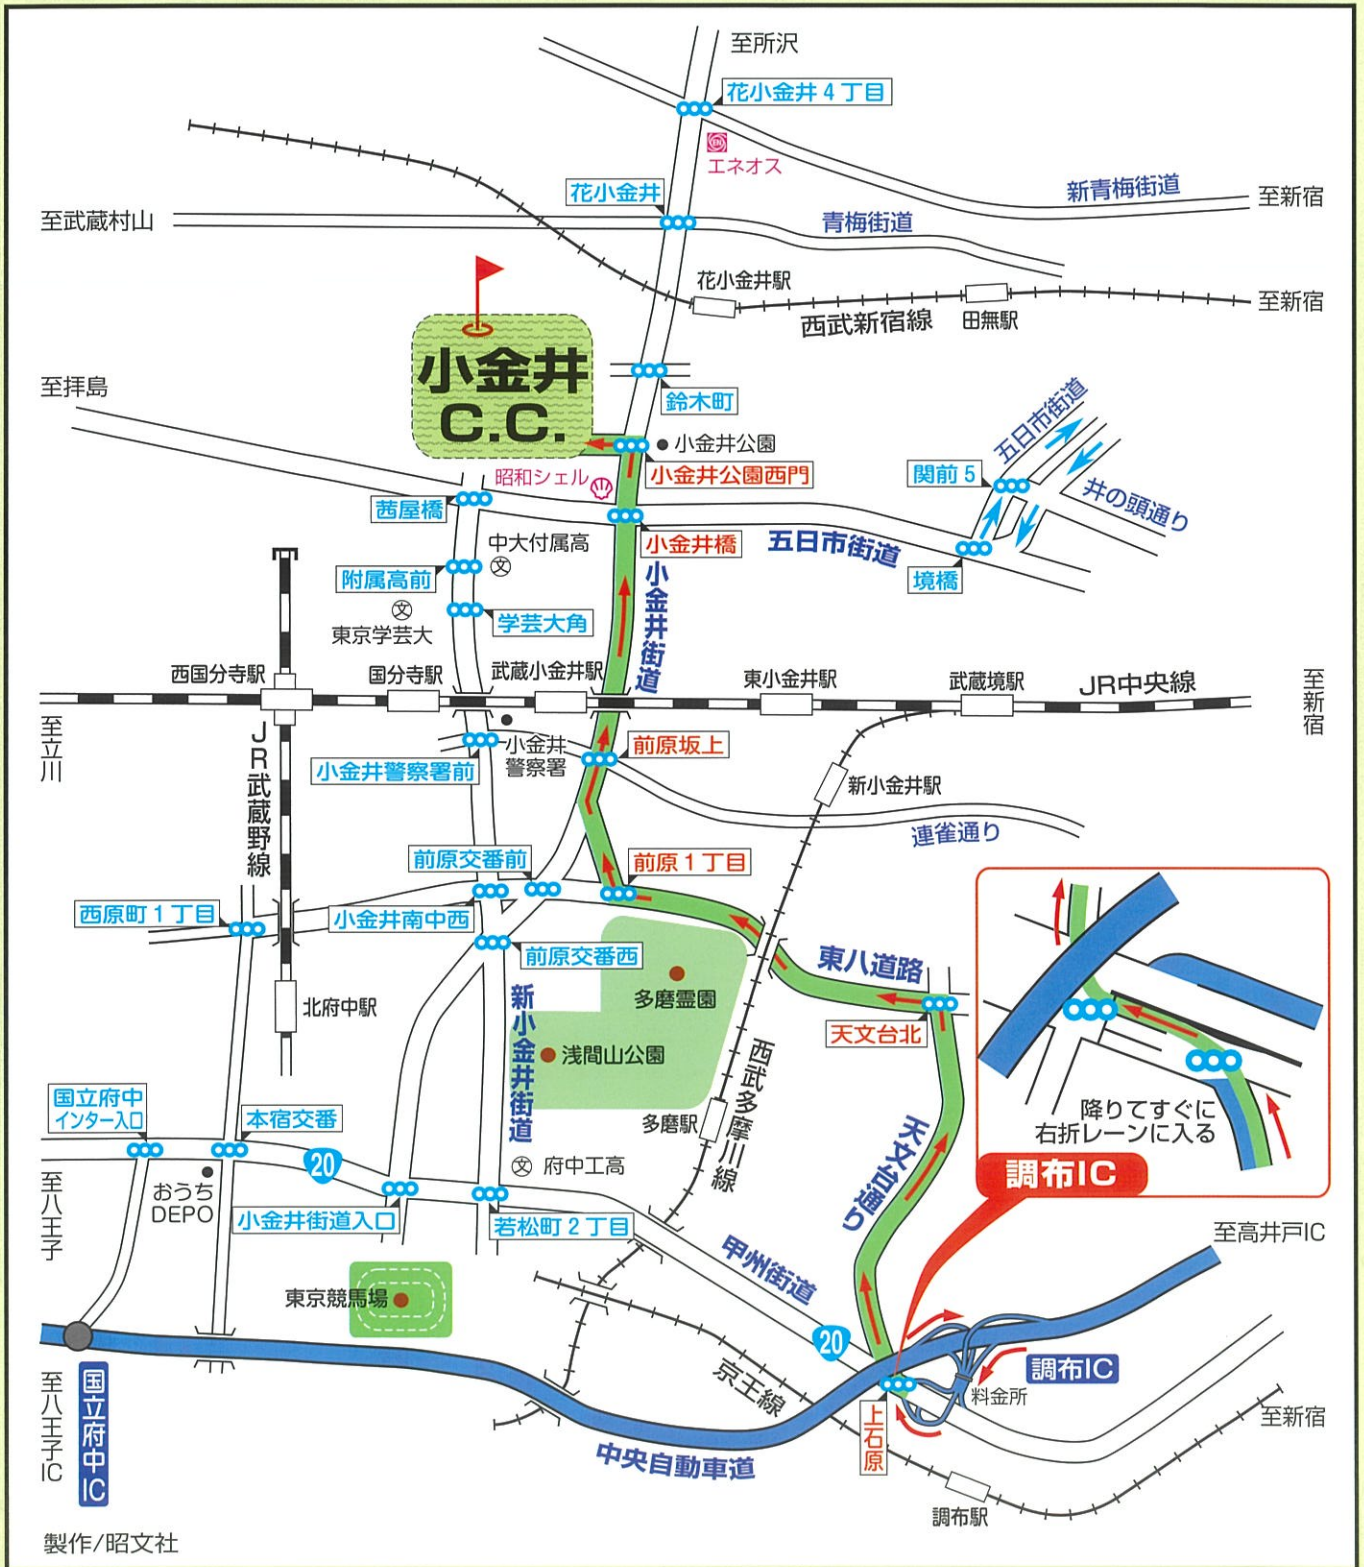 至所沢
花小金井4丁目
エネオス
新青梅街道
至新宿
花小金井
青梅街道
至武蔵村山
花小金井駅
西武新宿線
田無駅
至新宿
小金井
C.C.
至拝島
鈴木町
小金井公園
小金井公園西門
昭和シェル
五日市街道
関前5
井の頭通り
茜屋橋
小金井橋
五日市街道
境橋
中大付属高
文
附属高前
文
東京学芸大
学芸大角
小金井街道
西国分寺駅
国分寺駅
武蔵小金井駅
東小金井駅
武蔵境駅
JR中央線
至新宿
至立川
JR武蔵野線
小金井
警察署
小金井警察署前
前原坂上
新小金井駅
連雀通り
前原交番前
前原1丁目
西原町1丁目
小金井南中西
前原交番西
東八道路
多磨霊園
天文台北
北府中駅
新小金井街道
浅間山公園
西武多摩川線
多磨駅
天文台通り
降りてすぐに
右折レーンに入る
調布IC
国立府中
インター入口
本宿交番
20
文
府中工高
おうち
DEPO
至八王子
小金井街道入口
若松町2丁目
甲州街道
至高井戸IC
東京競馬場
20
京王線
調布IC
料金所
上石原
至新宿
至八王子IC
国立府中IC
中央自動車道
調布駅
製作/昭文社